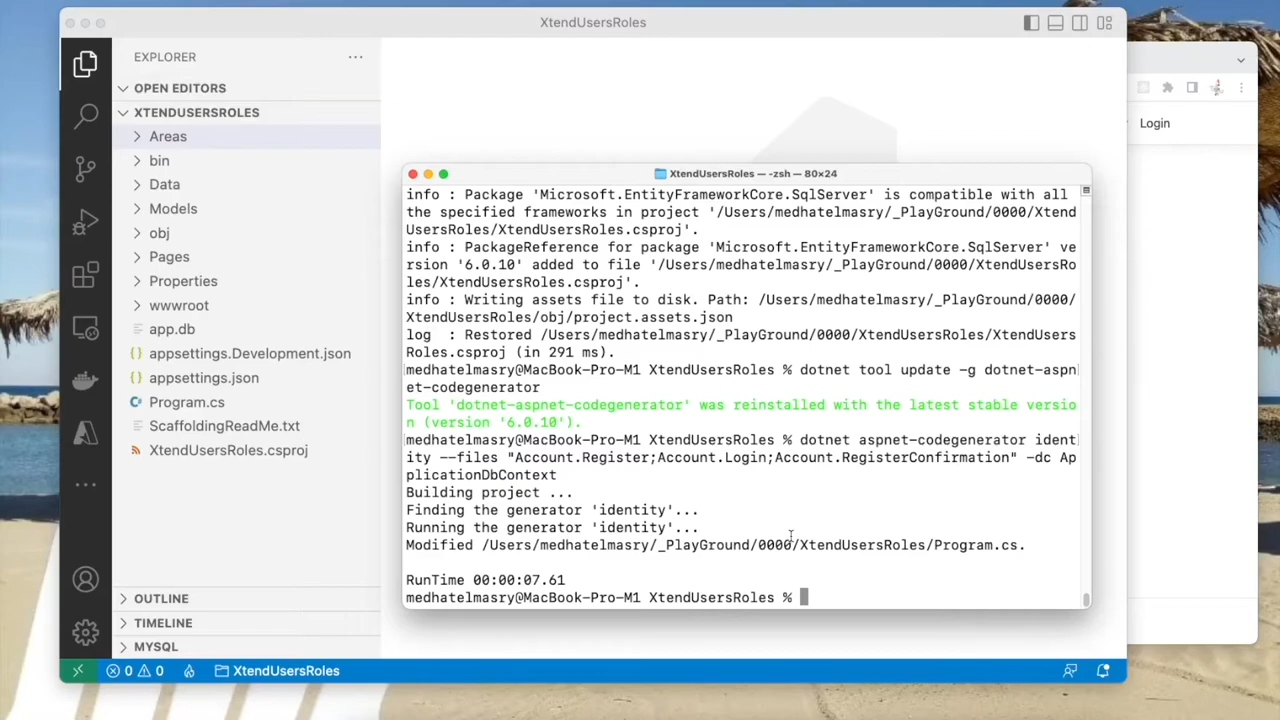 XtendUsersRoles
EXPLORER
OPEN EDITORS
XTENDUSERSROLES
Areas
bin
Data
Models
obj
Pages
Properties
wwwroot
app.db
{} appsettings.Development.json
{} appsettings.json
C# Program.cs
ScaffoldingReadMe.txt
XtendUsersRoles.csproj
OUTLINE
TIMELINE
MYSQL
0 0 XtendUsersRoles
Login
XtendUsersRoles — -zsh — 80×24
info : Package 'Microsoft.EntityFrameworkCore.SqlServer' is compatible with all
the specified frameworks in project '/Users/medhatelmasry/_PlayGround/0000/Xtend
UsersRoles/XtendUsersRoles.csproj'.
info : PackageReference for package 'Microsoft.EntityFrameworkCore.SqlServer' ve
rsion '6.0.10' added to file '/Users/medhatelmasry/_PlayGround/0000/XtendUsersRo
les/XtendUsersRoles.csproj'.
info : Writing assets file to disk. Path: /Users/medhatelmasry/_PlayGround/0000/
XtendUsersRoles/obj/project.assets.json
log  : Restored /Users/medhatelmasry/_PlayGround/0000/XtendUsersRoles/XtendUsers
Roles.csproj (in 291 ms).
medhatelmasry@MacBook-Pro-M1 XtendUsersRoles % dotnet tool update -g dotnet-aspn
et-codegenerator
Tool 'dotnet-aspnet-codegenerator' was reinstalled with the latest stable versio
n (version '6.0.10').
medhatelmasry@MacBook-Pro-M1 XtendUsersRoles % dotnet aspnet-codegenerator ident
ity --files "Account.Register;Account.Login;Account.RegisterConfirmation" -dc Ap
plicationDbContext
Building project ...
Finding the generator 'identity'...
Running the generator 'identity'...
Modified /Users/medhatelmasry/_PlayGround/0000/XtendUsersRoles/Program.cs.
RunTime 00:00:07.61
medhatelmasry@MacBook-Pro-M1 XtendUsersRoles %